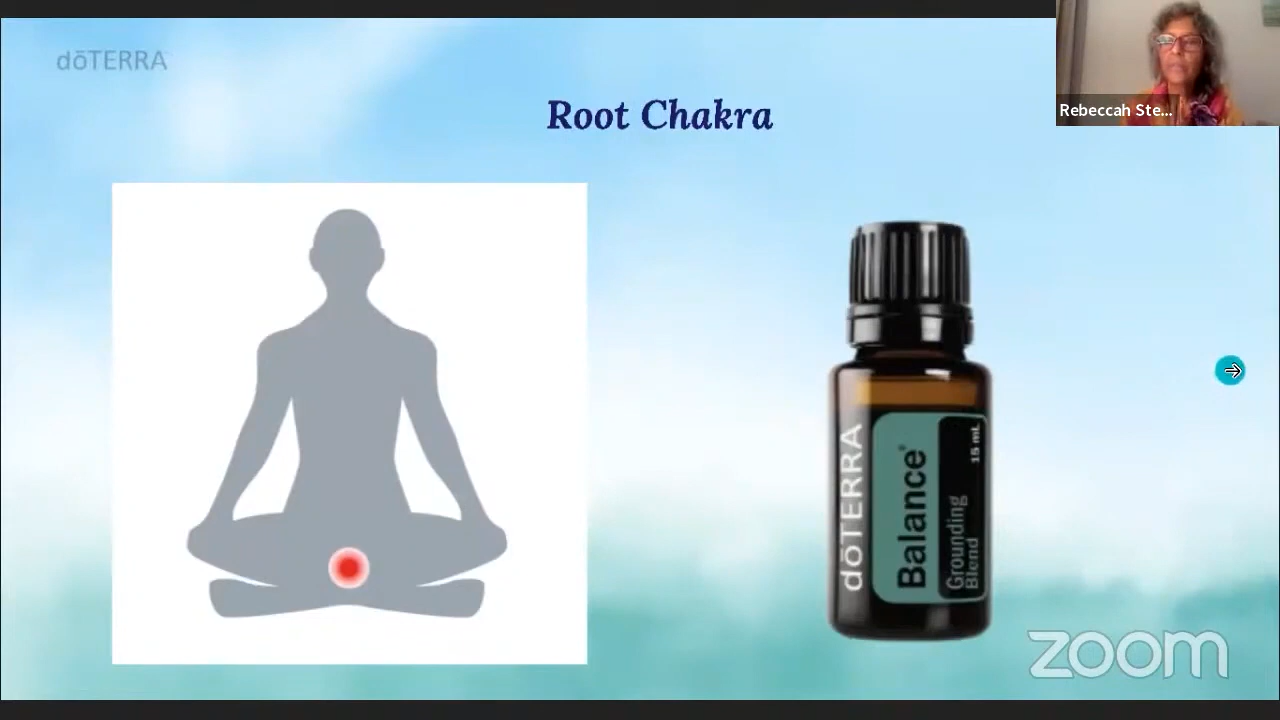 dōTERRA
Root Chakra
Rebeccah Ste...
dōTERRA
Balance®
Grounding
Blend
15 mL
zoom